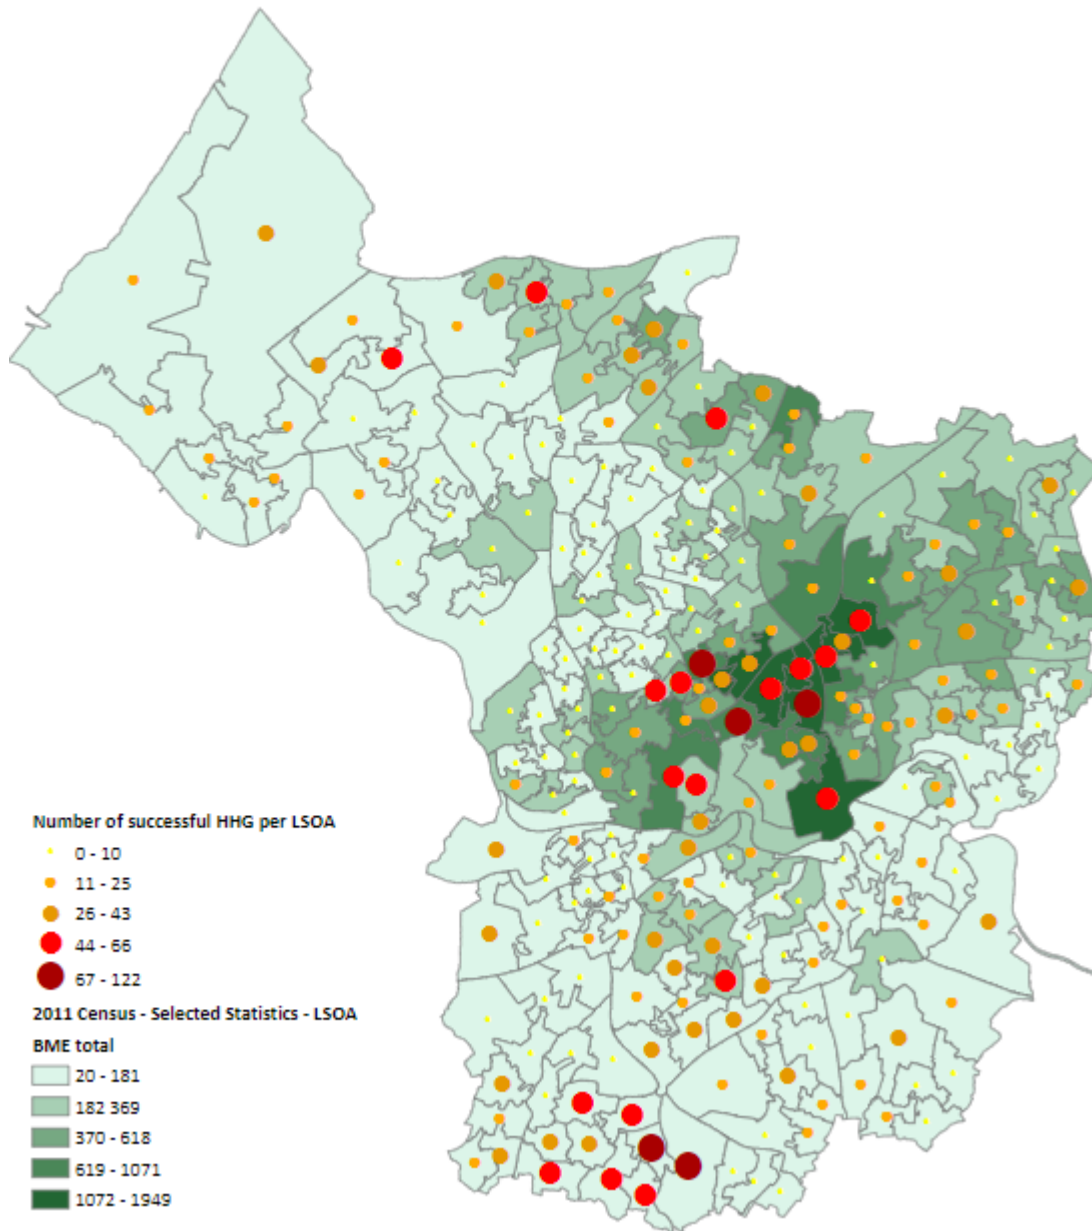 Number of successful HHG per LSOA
0 - 10
11 - 25
26 - 43
44 - 66
67 - 122
2011 Census - Selected Statistics - LSOA
BME total
20 - 181
182 369
370 - 618
619 - 1071
1072 - 1949